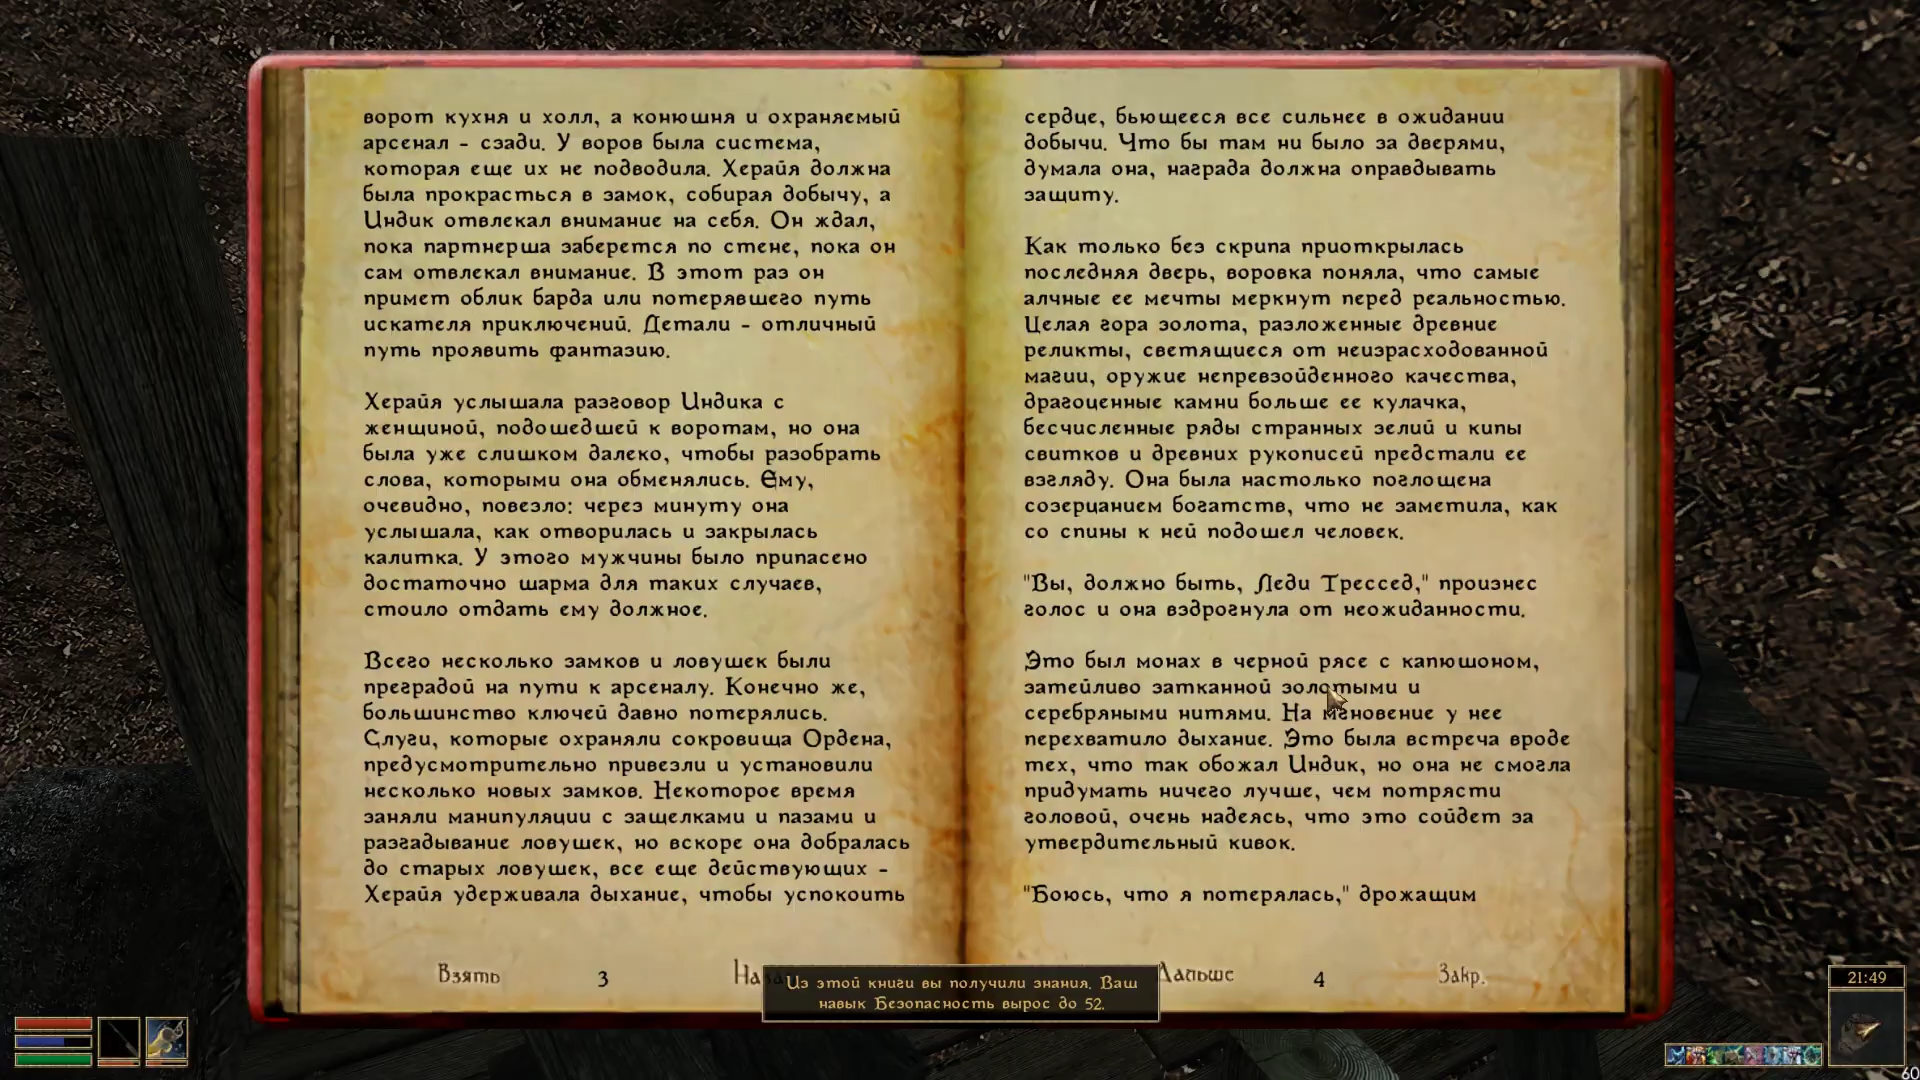 ворот кухня и холл, а конюшня и охраняемый
арсенал - сзади. У воров была система,
которая еще их не подводила. Херайя должна
была прокрасться в замок, собирая добычу, а
Индик отвлекал внимание на себя. Он ждал,
пока партнерша заберется по стене, пока он
сам отвлекал внимание. В этот раз он
примет облик барда или потерявшего путь
искателя приключений. Детали - отличный
путь проявить фантазию.
Херайя услышала разговор Индика с
женщиной, подошедшей к воротам, но она
была уже слишком далеко, чтобы разобрать
слова, которыми она обменялись. Ему,
очевидно, повезло: через минуту она
услышала, как отворилась и закрылась
калитка. У этого мужчины было припасено
достаточно шарма для таких случаев,
стоило отдать ему должное.
Всего несколько замков и ловушек были
преградой на пути к арсеналу. Конечно же,
большинство ключей давно потерялись.
Слуги, которые охраняли сокровища Ордена,
предусмотрительно привезли и установили
несколько новых замков. Некоторое время
заняли манипуляции с защелками и пазами и
разгадывание ловушек, но вскоре она добралась
до старых ловушек, все еще действующих -
Херайя удерживала дыхание, чтобы успокоить
сердце, бьющееся все сильнее в ожидании
добычи. Что бы там ни было за дверями,
думала она, награда должна оправдывать
защиту.
Как только без скрипа приоткрылась
последняя дверь, воровка поняла, что самые
алчные ее мечты меркнут перед реальностью.
Целая гора золота, разложенные древние
реликты, светящиеся от неизрасходованной
магии, оружие непревзойденного качества,
драгоценные камни больше ее кулачка,
бесчисленные ряды странных зелий и кипы
свитков и древних рукописей предстали ее
взгляду. Она была настолько поглощена
созерцанием богатств, что не заметила, как
со спины к ней подошел человек.
"Вы, должно быть, Леди Трессед," произнес
голос и она вздрогнула от неожиданности.
Это был монах в черной рясе с капюшоном,
затейливо затканной золотыми и
серебряными нитями. На мгновение у нее
перехватило дыхание. Это была встреча вроде
тех, что так обожал Индик, но она не смогла
придумать ничего лучше, чем потрясти
головой, очень надеясь, что это сойдет за
утвердительный кивок.
"Боюсь, что я потерялась," дрожащим
Взять 3 Дальше 4 Закр.
Из этой книги вы получили знания. Ваш
навык Безопасность вырос до 52.
21:49
60